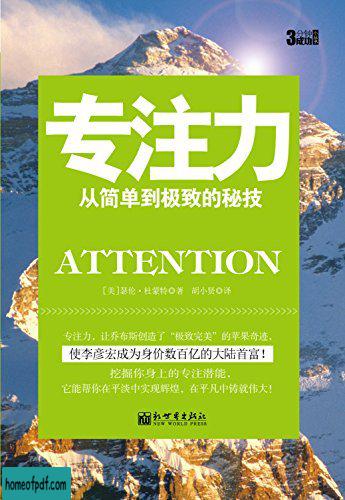 3分钟
成功
专注力
从简单到极致的秘技
ATTENTION
[美]瑟伦·杜蒙特 著 胡小贤 译
专注力，让乔布斯创造了“极致完美”的苹果奇迹，
使李彦宏成为身价数百亿的大陆首富！
挖掘你身上的专注潜能，
它能帮你在平淡中实现辉煌，在平凡中铸就伟大！
新世界出版社
homeofpdf.com